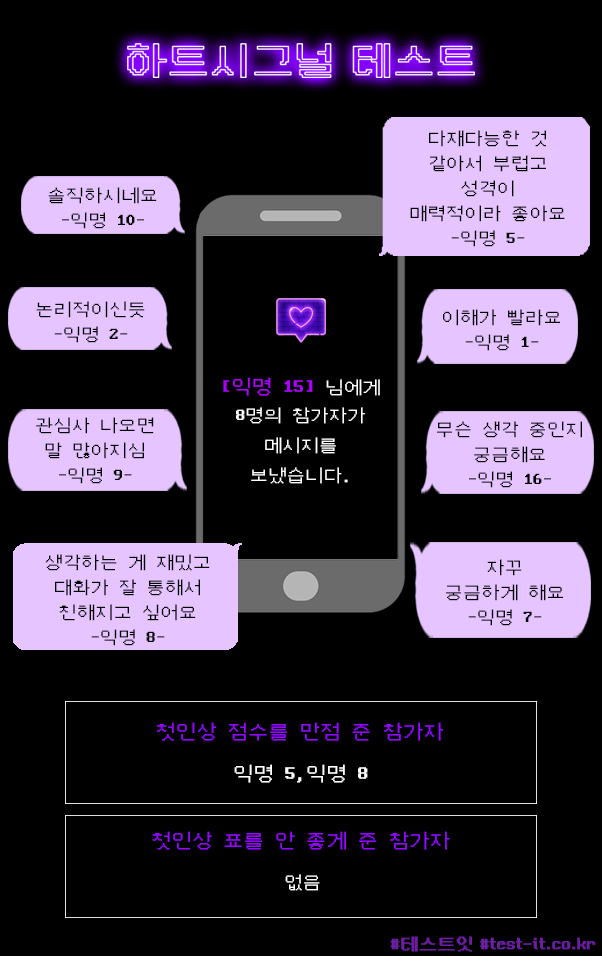 하트시그널 테스트
다재다능한 것
같아서 부럽고
성격이
매력적이라 좋아요
-익명 5-
솔직하시네요
-익명 10-
논리적이신듯
-익명 2-
이해가 빨라요
-익명 1-
[익명 15] 님에게
8명의 참가자가
메시지를
보냈습니다.
관심사 나오면
말 많아지심
-익명 9-
무슨 생각 중인지
궁금해요
-익명 16-
생각하는 게 재밌고
대화가 잘 통해서
친해지고 싶어요
-익명 8-
자꾸
궁금하게 해요
-익명 7-
첫인상 점수를 만점 준 참가자
익명 5,익명 8
첫인상 표를 안 좋게 준 참가자
없음
#테스트잇 #test-it.co.kr